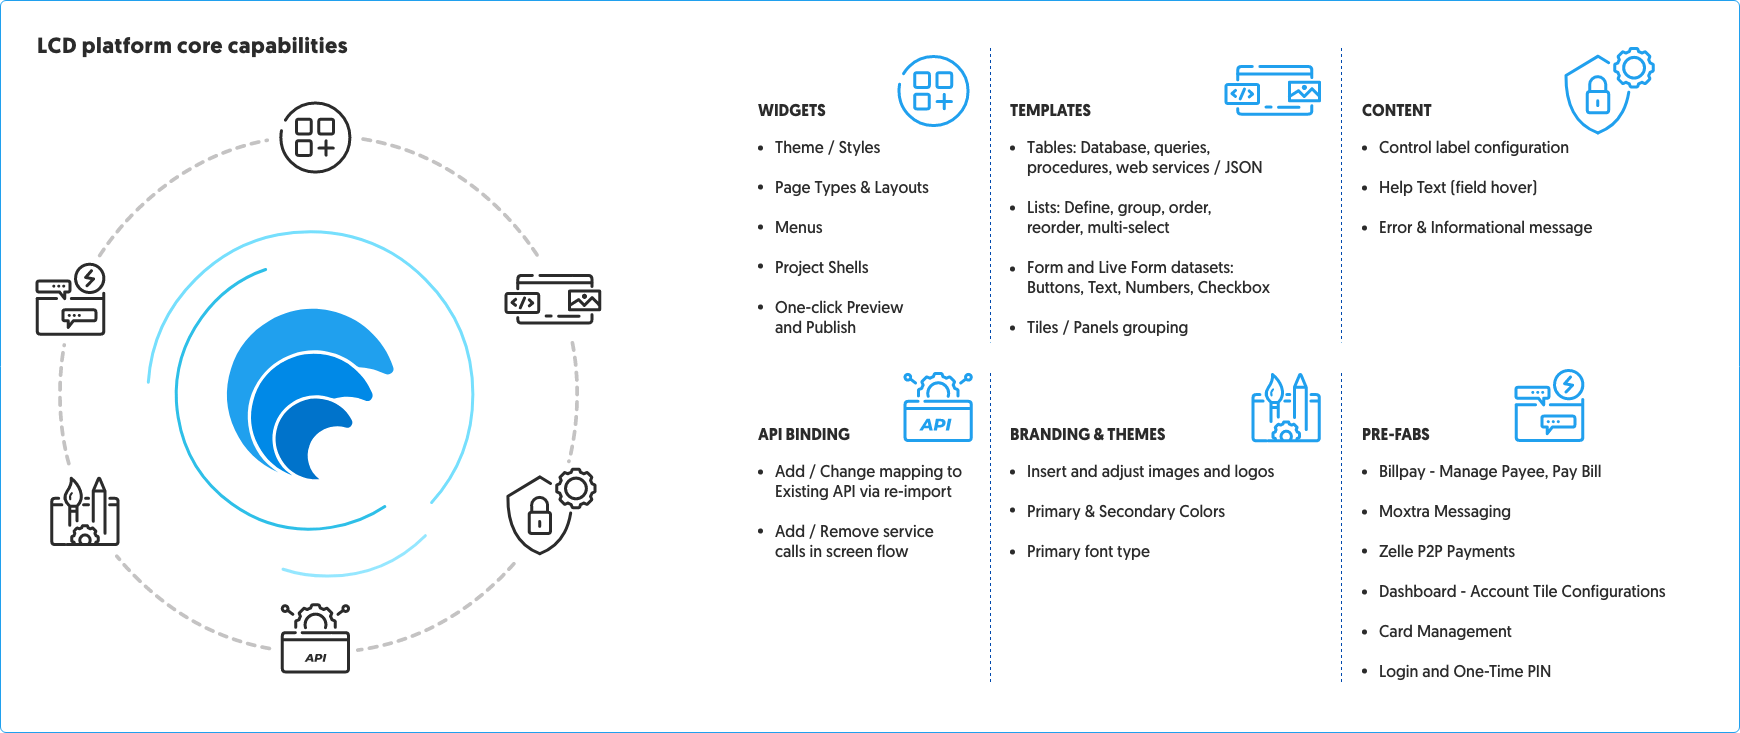 LCD platform core capabilities
API
WIDGETS
• Theme / Styles
• Page Types & Layouts
• Menus
• Project Shells
• One-click Preview
and Publish
TEMPLATES
</>
• Tables: Database, queries,
procedures, web services / JSON
• Lists: Define, group, order,
reorder, multi-select
• Form and Live Form datasets:
Buttons, Text, Numbers, Checkbox
• Tiles / Panels grouping
CONTENT
• Control label configuration
• Help Text (field hover)
• Error & Informational message
API BINDING
API
• Add / Change mapping to
Existing API via re-import
• Add / Remove service
calls in screen flow
BRANDING & THEMES
• Insert and adjust images and logos
• Primary & Secondary Colors
• Primary font type
PRE-FABS
• Billpay - Manage Payee, Pay Bill
• Moxtra Messaging
• Zelle P2P Payments
• Dashboard - Account Tile Configurations
• Card Management
• Login and One-Time PIN